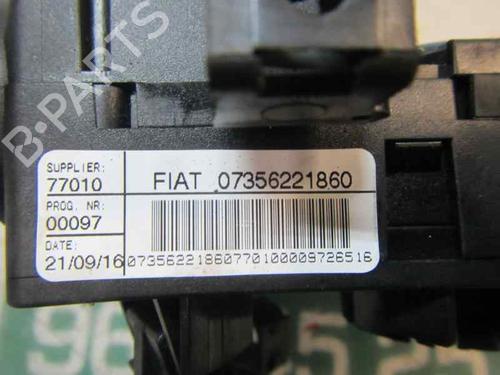 B-PARTS
SUPPLIER:
77010
FIAT 07356221860
PROG. NR:
00097
DATE:
21/09/16
07356221860770100009726516